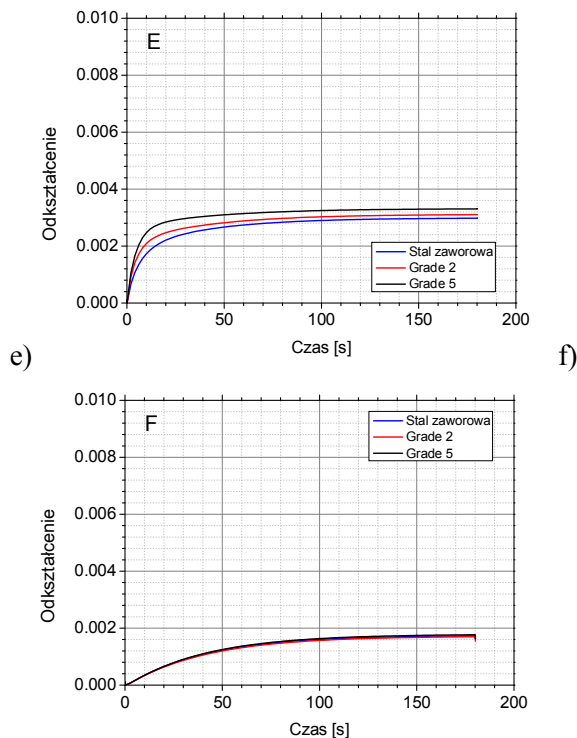 0.010
E
0.008
0.006
Odkształcenie
0.004
0.002
Stal zaworowa
Grade 2
Grade 5
0.000
0 50 100 150 200
Czas [s]
e) f)
0.010
F
Stal zaworowa
Grade 2
Grade 5
0.008
0.006
Odkształcenie
0.004
0.002
0.000
0 50 100 150 200
Czas [s]